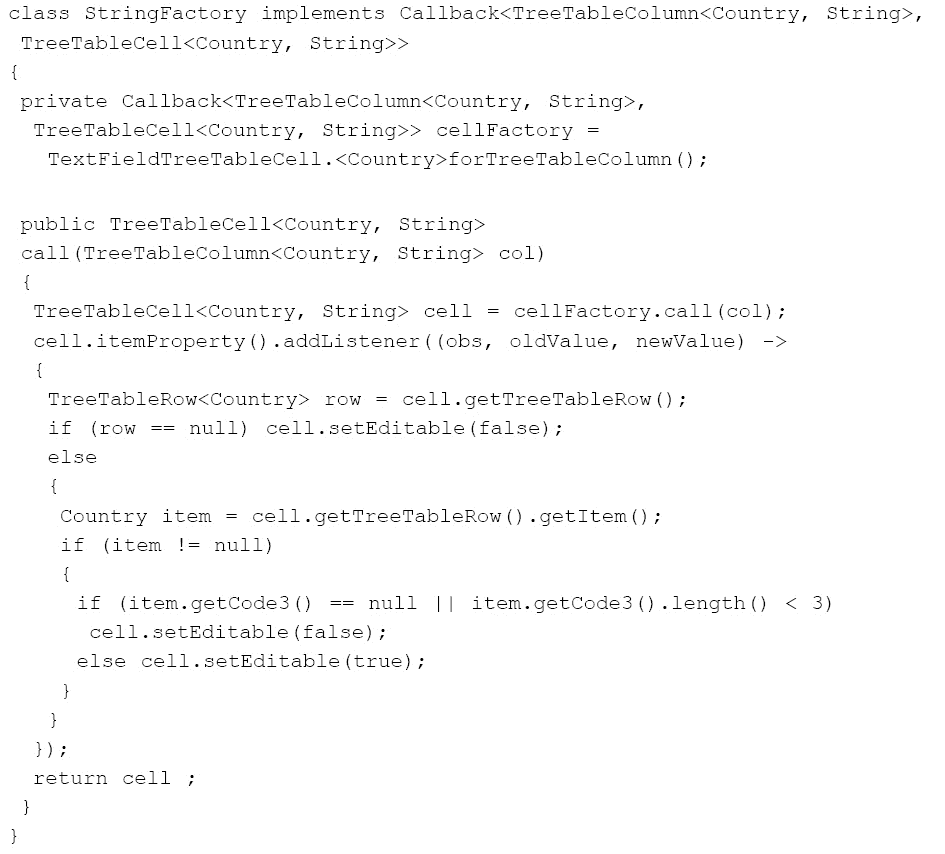 class StringFactory implements Callback<TreeTableColumn<Country, String>,
TreeTableCell<Country, String>>
{
private Callback<TreeTableColumn<Country, String>,
TreeTableCell<Country, String>> cellFactory =
TextFieldTreeTableCell.<Country>forTreeTableColumn();
public TreeTableCell<Country, String>
call(TreeTableColumn<Country, String> col)
{
TreeTableCell<Country, String> cell = cellFactory.call(col);
cell.itemProperty().addListener((obs, oldValue, newValue) ->
{
TreeTableRow<Country> row = cell.getTreeTableRow();
if (row == null) cell.setEditable(false);
else
{
Country item = cell.getTreeTableRow().getItem();
if (item != null)
{
if (item.getCode3() == null || item.getCode3().length() < 3)
cell.setEditable(false);
else cell.setEditable(true);
}
}
});
return cell ;
}
}